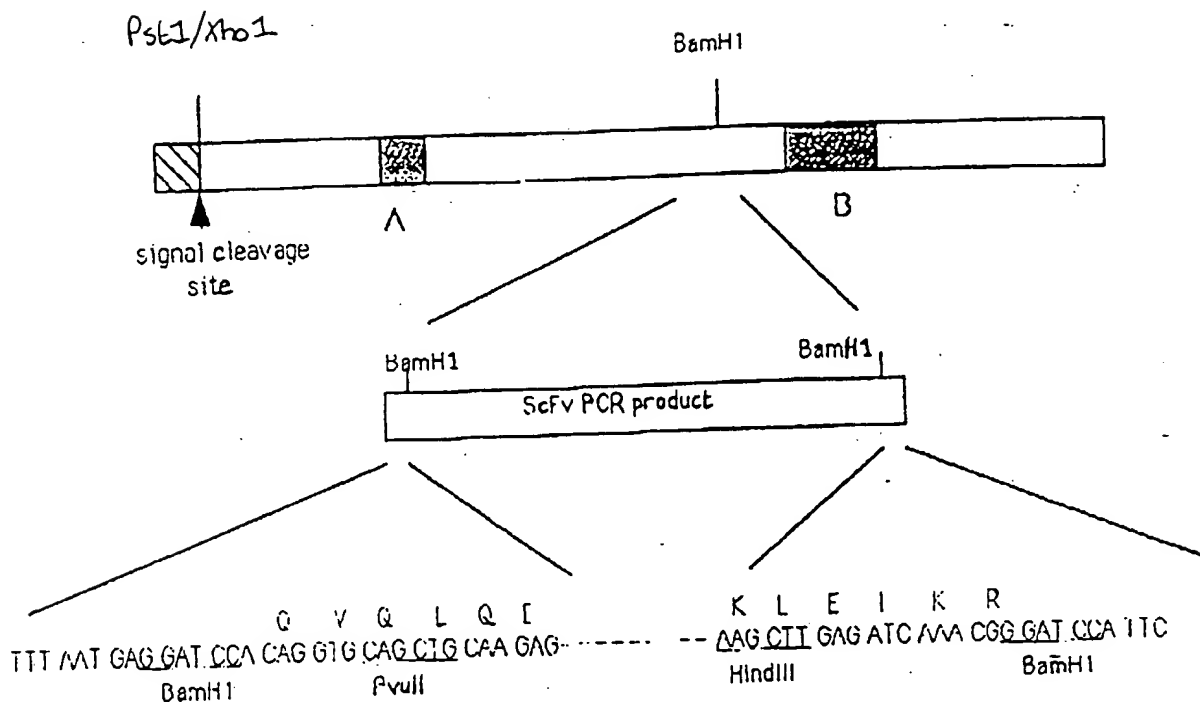 Pst1/Xho1
BamH1
A
B
signal cleavage
site
BamH1
BamH1
ScFv PCR product
Q V Q L Q E
K L E I K R
TTT AAT GAG GAT CCA CAG GTG CAG CTG CAA GAG
AAG CTT GAG ATC AAA CGG GAT CCA TTC
BamH1
PvuII
HindIII
BamH1